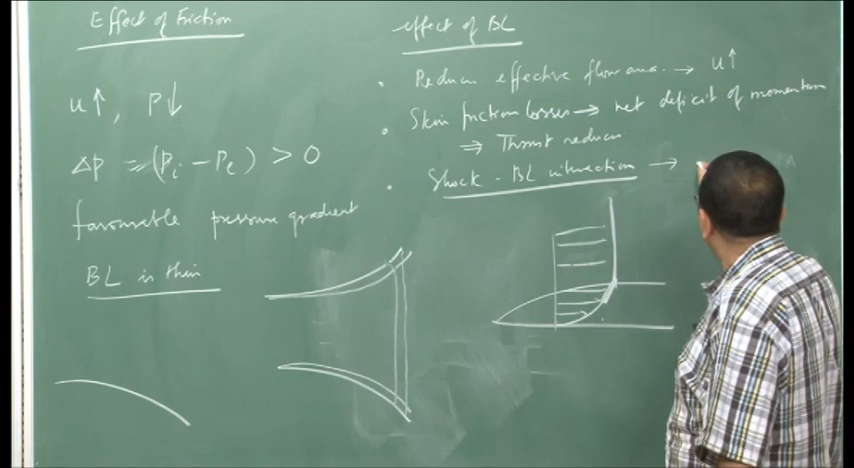 Effect of Friction
u↑, P↓
Δp = (Pi - Pe) > 0
favourable pressure gradient
BL is thin
effect of BL
• Reduces effective flow area → u↑
• Skin friction losses → net deficit of momentum
⇒ Thrust reduces
• Shock - BL interaction →